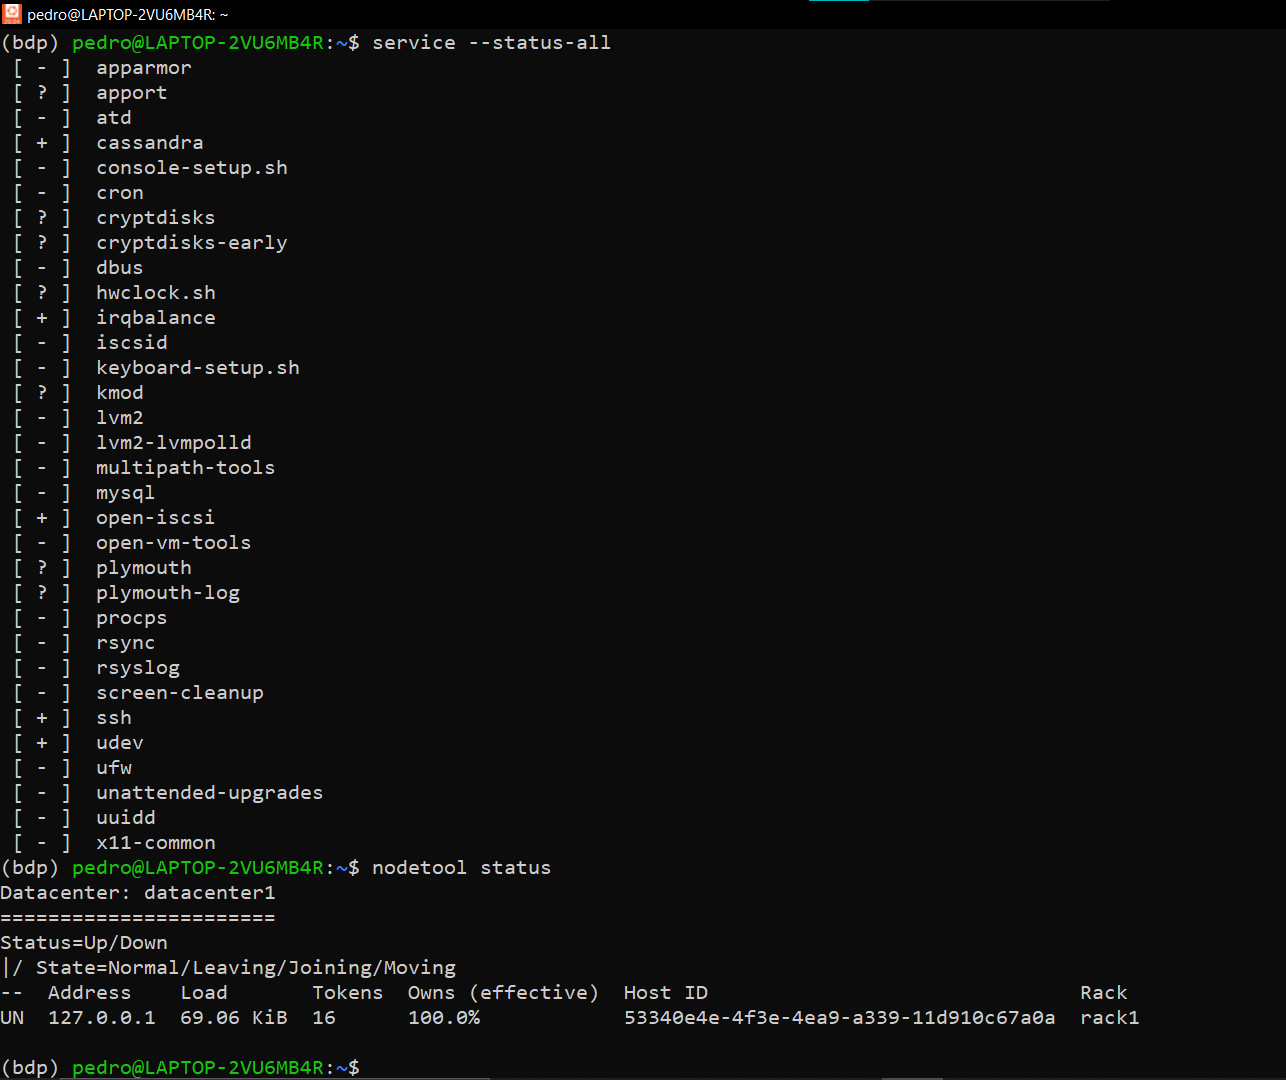 pedro@LAPTOP-2VU6MB4R: ~
(bdp) pedro@LAPTOP-2VU6MB4R:~$ service --status-all
 [ - ]  apparmor
 [ ? ]  apport
 [ - ]  atd
 [ + ]  cassandra
 [ - ]  console-setup.sh
 [ - ]  cron
 [ ? ]  cryptdisks
 [ ? ]  cryptdisks-early
 [ - ]  dbus
 [ ? ]  hwclock.sh
 [ + ]  irqbalance
 [ - ]  iscsid
 [ - ]  keyboard-setup.sh
 [ ? ]  kmod
 [ - ]  lvm2
 [ - ]  lvm2-lvmpolld
 [ - ]  multipath-tools
 [ - ]  mysql
 [ + ]  open-iscsi
 [ - ]  open-vm-tools
 [ ? ]  plymouth
 [ ? ]  plymouth-log
 [ - ]  procps
 [ - ]  rsync
 [ - ]  rsyslog
 [ - ]  screen-cleanup
 [ + ]  ssh
 [ + ]  udev
 [ - ]  ufw
 [ - ]  unattended-upgrades
 [ - ]  uuidd
 [ - ]  x11-common
(bdp) pedro@LAPTOP-2VU6MB4R:~$ nodetool status
Datacenter: datacenter1
=======================
Status=Up/Down
|/ State=Normal/Leaving/Joining/Moving
--  Address    Load       Tokens  Owns (effective)  Host ID                               Rack
UN  127.0.0.1  69.06 KiB  16      100.0%            53340e4e-4f3e-4ea9-a339-11d910c67a0a  rack1
(bdp) pedro@LAPTOP-2VU6MB4R:~$